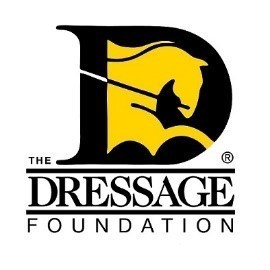 D
THE ®
DRESSAGE
FOUNDATION